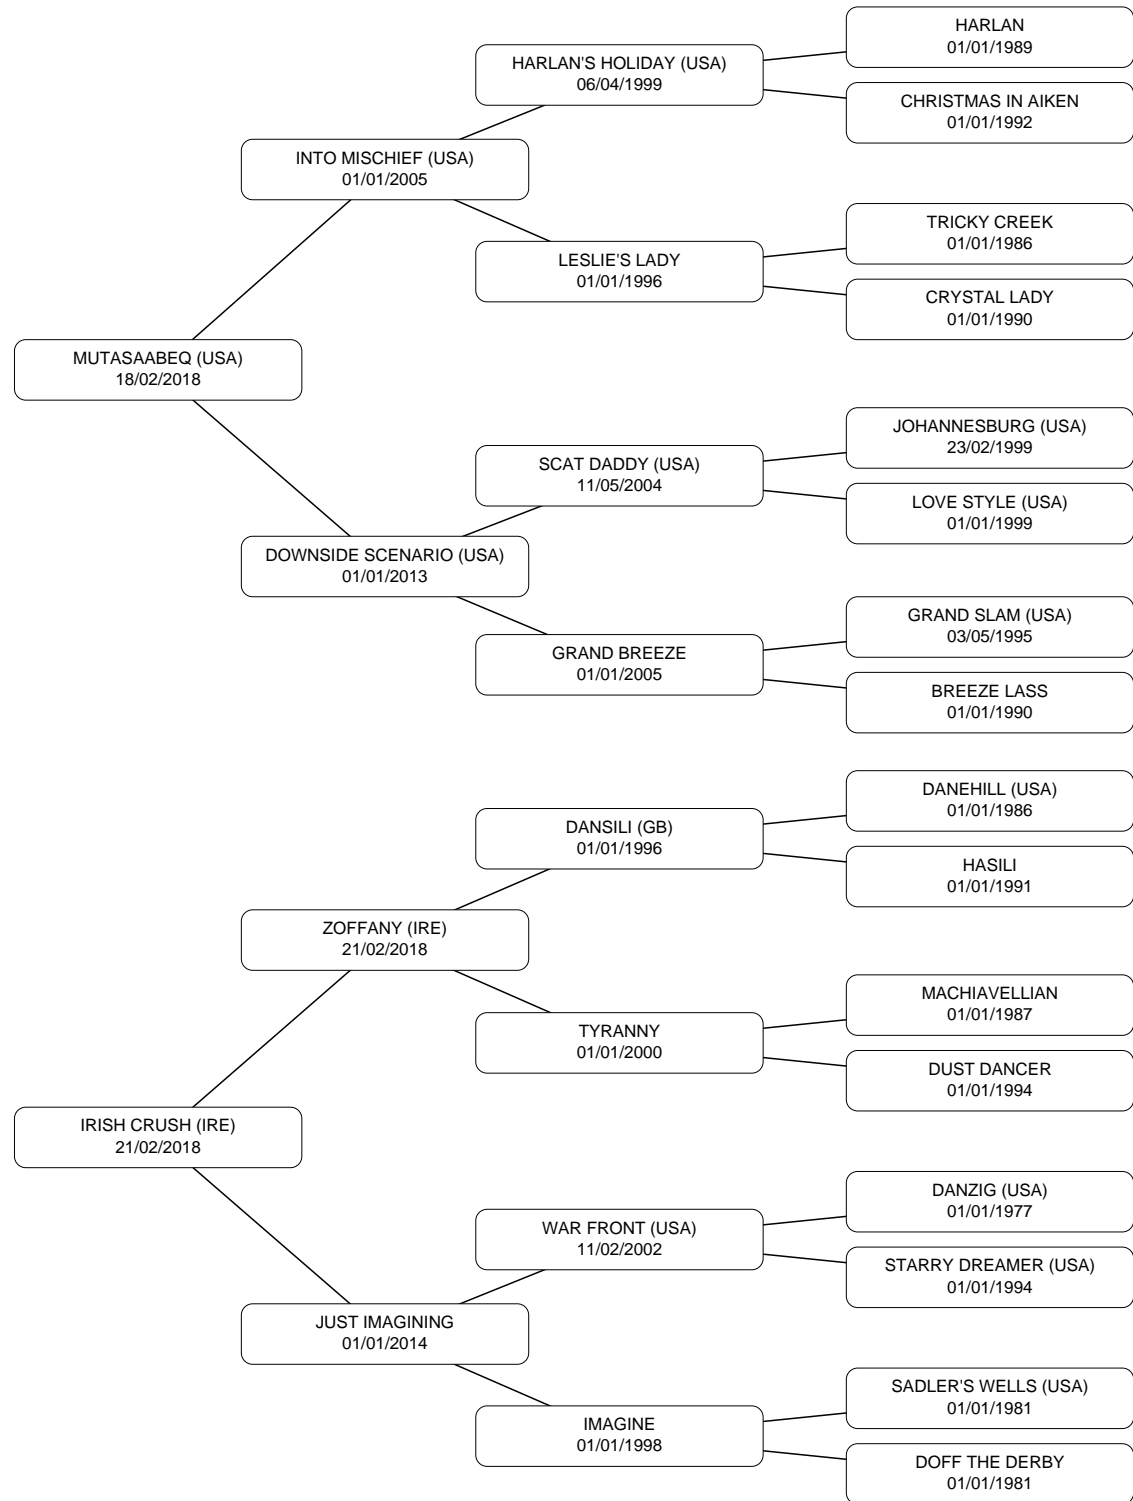 HARLAN
01/01/1989
HARLAN'S HOLIDAY (USA)
06/04/1999
CHRISTMAS IN AIKEN
01/01/1992
INTO MISCHIEF (USA)
01/01/2005
TRICKY CREEK
01/01/1986
LESLIE'S LADY
01/01/1996
CRYSTAL LADY
01/01/1990
MUTASAABEQ (USA)
18/02/2018
JOHANNESBURG (USA)
23/02/1999
SCAT DADDY (USA)
11/05/2004
LOVE STYLE (USA)
01/01/1999
DOWNSIDE SCENARIO (USA)
01/01/2013
GRAND SLAM (USA)
03/05/1995
GRAND BREEZE
01/01/2005
BREEZE LASS
01/01/1990
DANEHILL (USA)
01/01/1986
DANSILI (GB)
01/01/1996
HASILI
01/01/1991
ZOFFANY (IRE)
21/02/2018
MACHIAVELLIAN
01/01/1987
TYRANNY
01/01/2000
DUST DANCER
01/01/1994
IRISH CRUSH (IRE)
21/02/2018
DANZIG (USA)
01/01/1977
WAR FRONT (USA)
11/02/2002
STARRY DREAMER (USA)
01/01/1994
JUST IMAGINING
01/01/2014
SADLER'S WELLS (USA)
01/01/1981
IMAGINE
01/01/1998
DOFF THE DERBY
01/01/1981